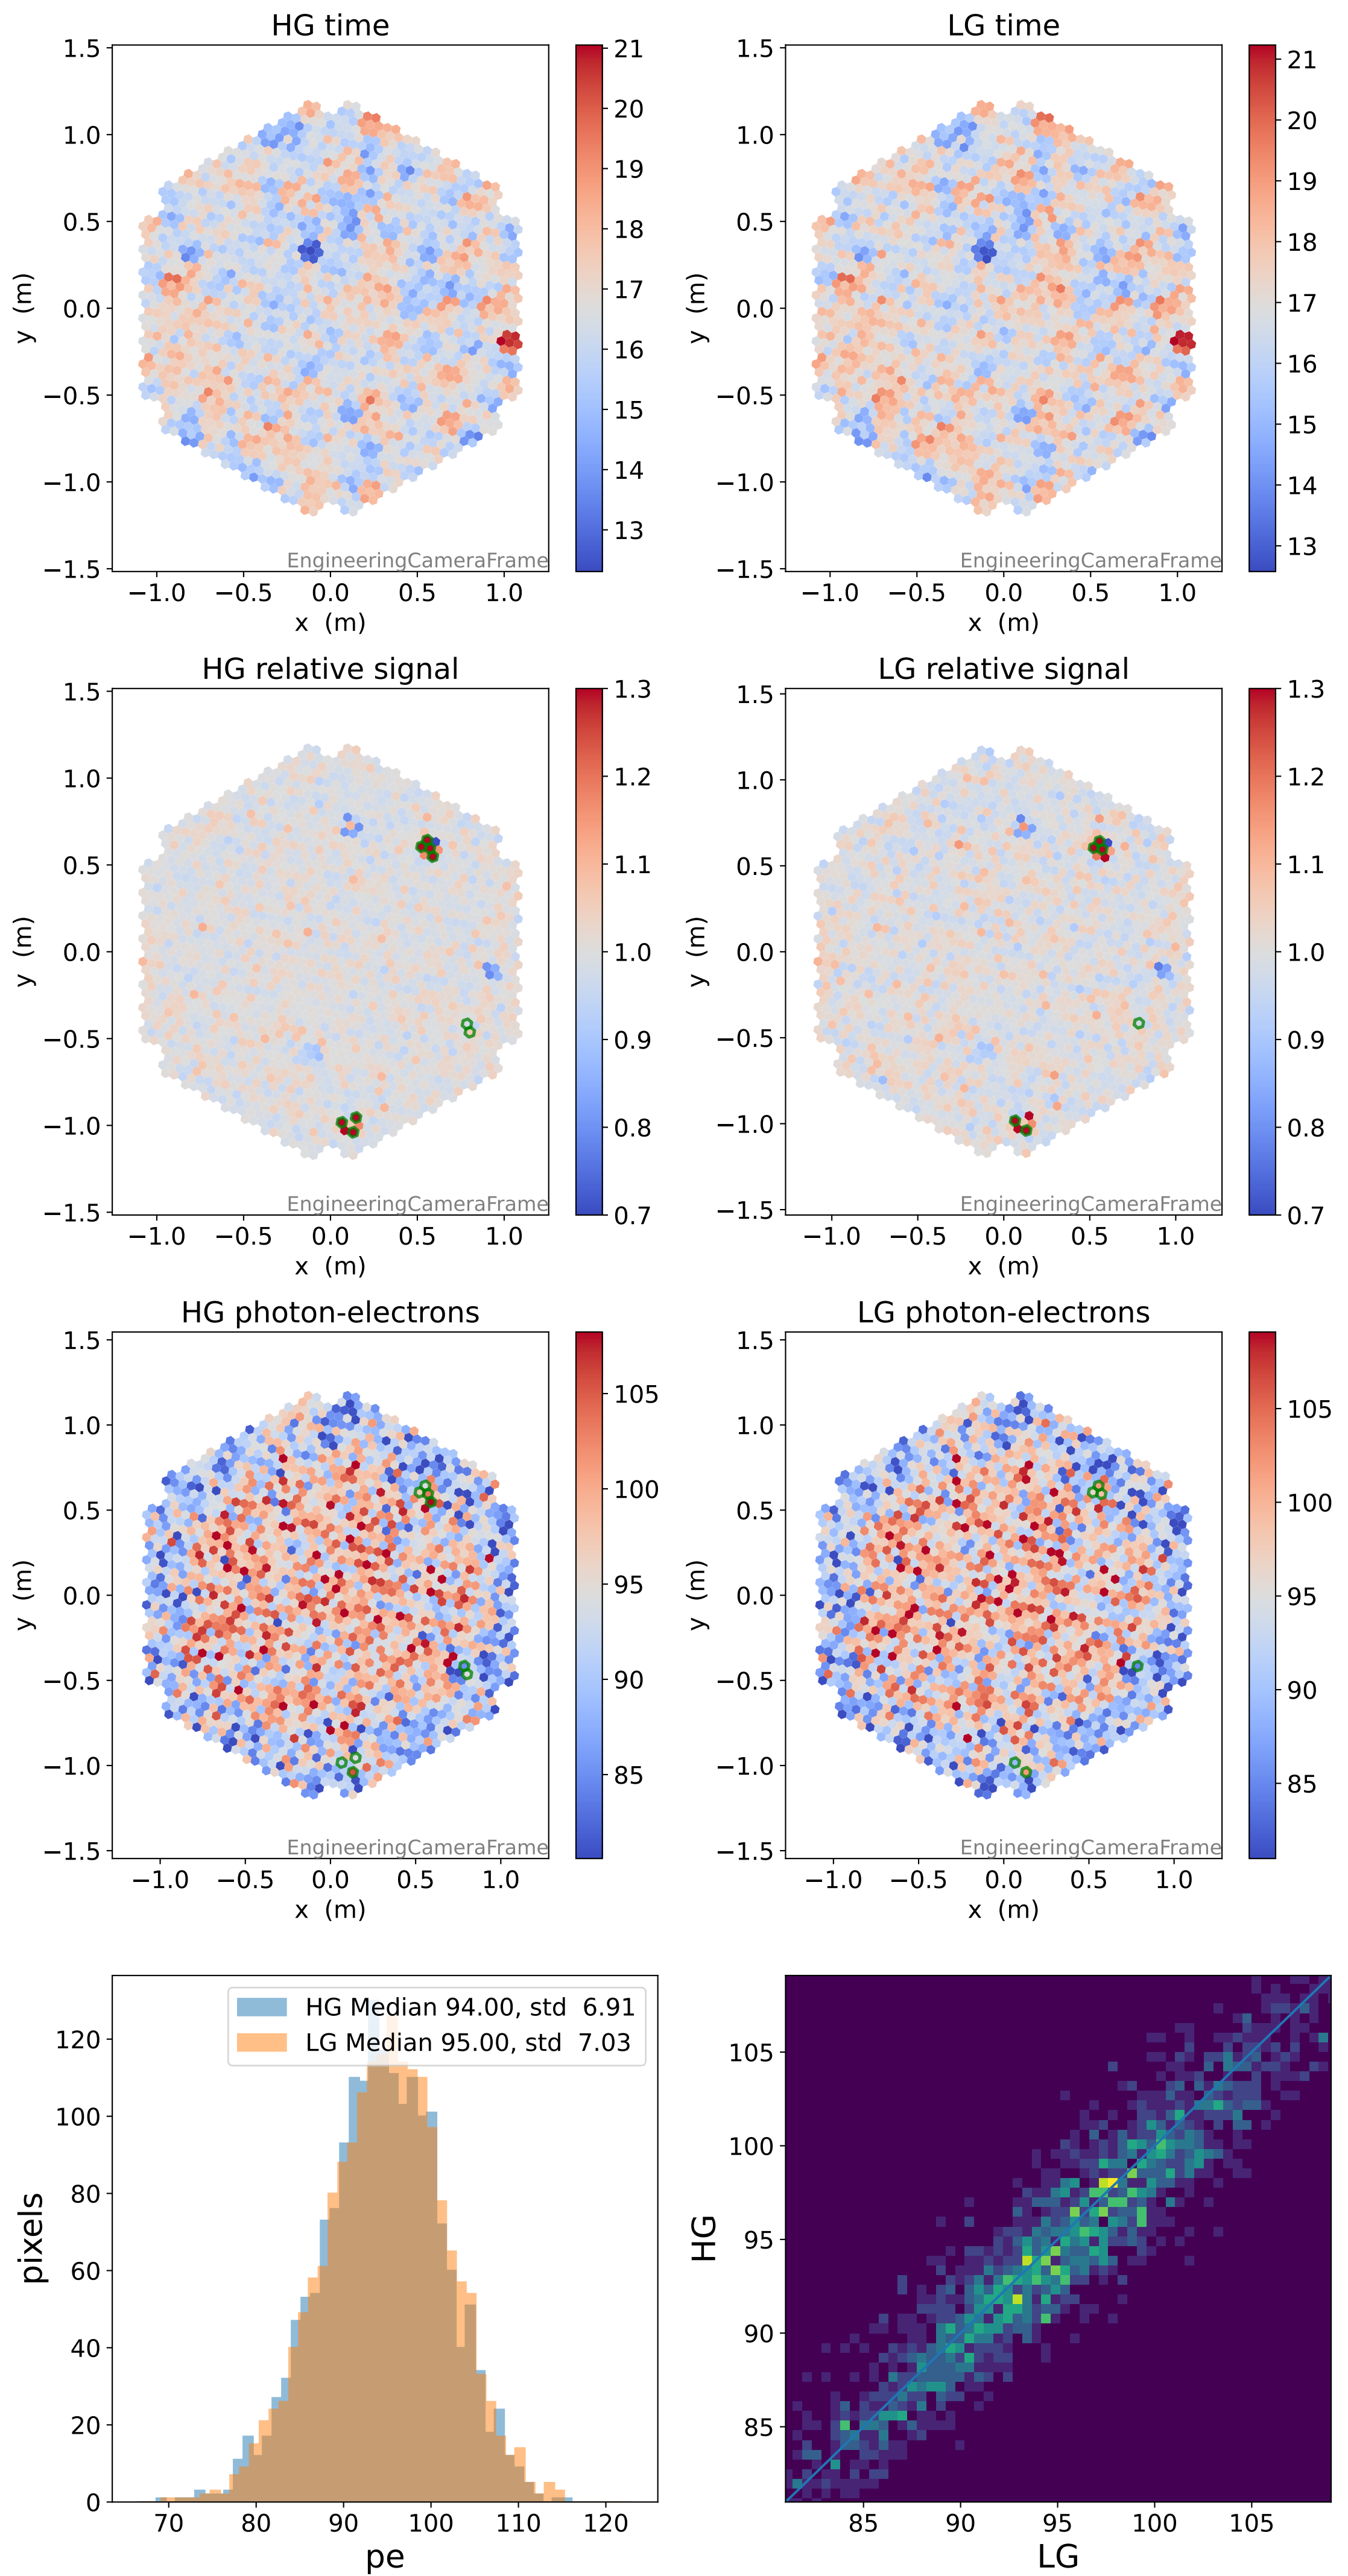 HG time
LG time
1.5
1.0
0.5
0.0
−0.5
−1.0
−1.5
y (m)
−1.0 −0.5 0.0 0.5 1.0
x (m)
EngineeringCameraFrame
21
20
19
18
17
16
15
14
13
1.5
1.0
0.5
0.0
−0.5
−1.0
−1.5
y (m)
−1.0 −0.5 0.0 0.5 1.0
x (m)
EngineeringCameraFrame
21
20
19
18
17
16
15
14
13
HG relative signal
LG relative signal
1.5
1.0
0.5
0.0
−0.5
−1.0
−1.5
y (m)
−1.0 −0.5 0.0 0.5 1.0
x (m)
EngineeringCameraFrame
1.3
1.2
1.1
1.0
0.9
0.8
0.7
1.5
1.0
0.5
0.0
−0.5
−1.0
−1.5
y (m)
−1.0 −0.5 0.0 0.5 1.0
x (m)
EngineeringCameraFrame
1.3
1.2
1.1
1.0
0.9
0.8
0.7
HG photon-electrons
LG photon-electrons
1.5
1.0
0.5
0.0
−0.5
−1.0
−1.5
y (m)
−1.0 −0.5 0.0 0.5 1.0
x (m)
EngineeringCameraFrame
105
100
95
90
85
1.5
1.0
0.5
0.0
−0.5
−1.0
−1.5
y (m)
−1.0 −0.5 0.0 0.5 1.0
x (m)
EngineeringCameraFrame
105
100
95
90
85
HG Median 94.00, std 6.91
LG Median 95.00, std 7.03
120
100
80
60
40
20
0
pixels
70 80 90 100 110 120
pe
105
100
95
90
85
HG
85 90 95 100 105
LG